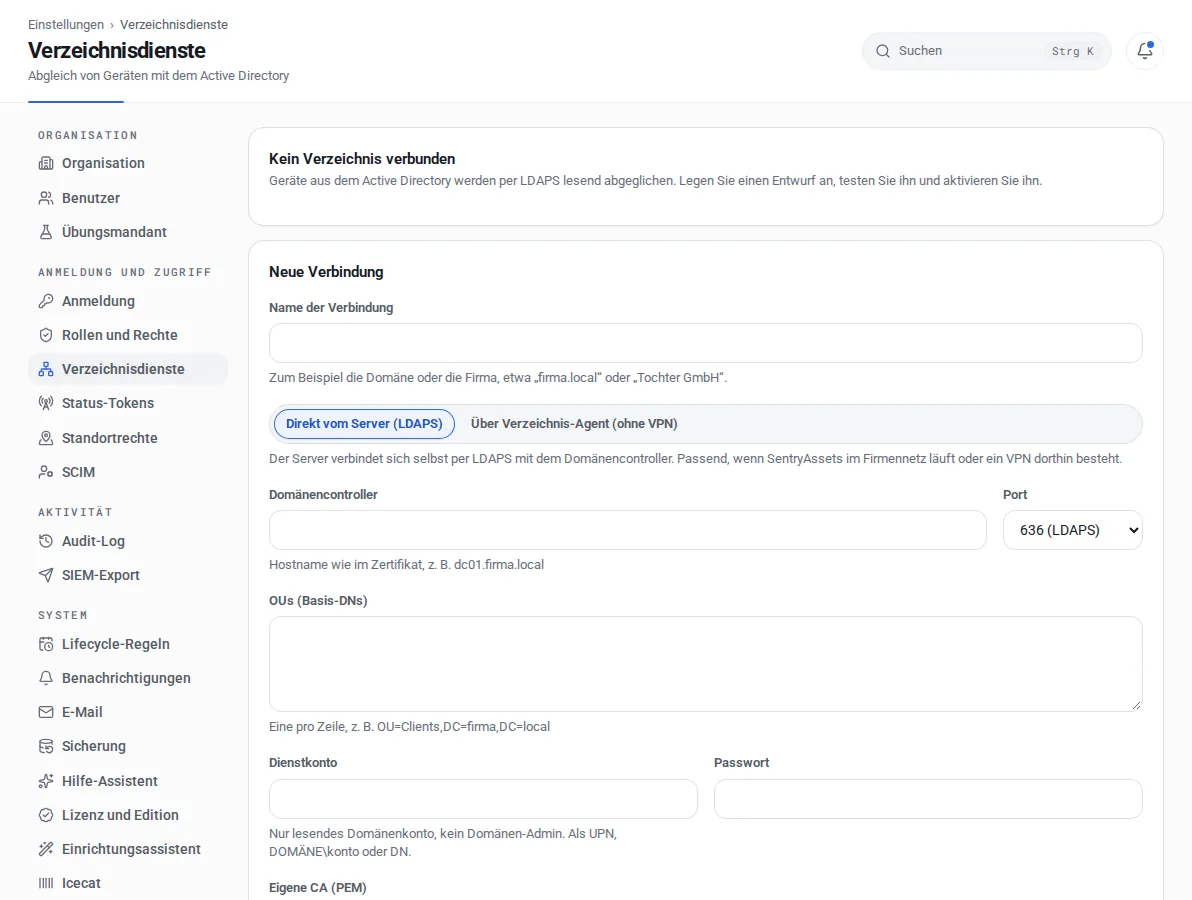 Einstellungen › Verzeichnisdienste
Verzeichnisdienste
Abgleich von Geräten mit dem Active Directory
Suchen
Strg K
ORGANISATION
Organisation
Benutzer
Übungsmandant
ANMELDUNG UND ZUGRIFF
Anmeldung
Rollen und Rechte
Verzeichnisdienste
Status-Tokens
Standortrechte
SCIM
AKTIVITÄT
Audit-Log
SIEM-Export
SYSTEM
Lifecycle-Regeln
Benachrichtigungen
E-Mail
Sicherung
Hilfe-Assistent
Lizenz und Edition
Einrichtungsassistent
Icecat
Kein Verzeichnis verbunden
Geräte aus dem Active Directory werden per LDAPS lesend abgeglichen. Legen Sie einen Entwurf an, testen Sie ihn und aktivieren Sie ihn.
Neue Verbindung
Name der Verbindung
Zum Beispiel die Domäne oder die Firma, etwa „firma.local“ oder „Tochter GmbH“.
Direkt vom Server (LDAPS)
Über Verzeichnis-Agent (ohne VPN)
Der Server verbindet sich selbst per LDAPS mit dem Domänencontroller. Passend, wenn SentryAssets im Firmennetz läuft oder ein VPN dorthin besteht.
Domänencontroller
Port
636 (LDAPS)
Hostname wie im Zertifikat, z. B. dc01.firma.local
OUs (Basis-DNs)
Eine pro Zeile, z. B. OU=Clients,DC=firma,DC=local
Dienstkonto
Passwort
Nur lesendes Domänenkonto, kein Domänen-Admin. Als UPN,
DOMÄNE\konto oder DN.
Eigene CA (PEM)